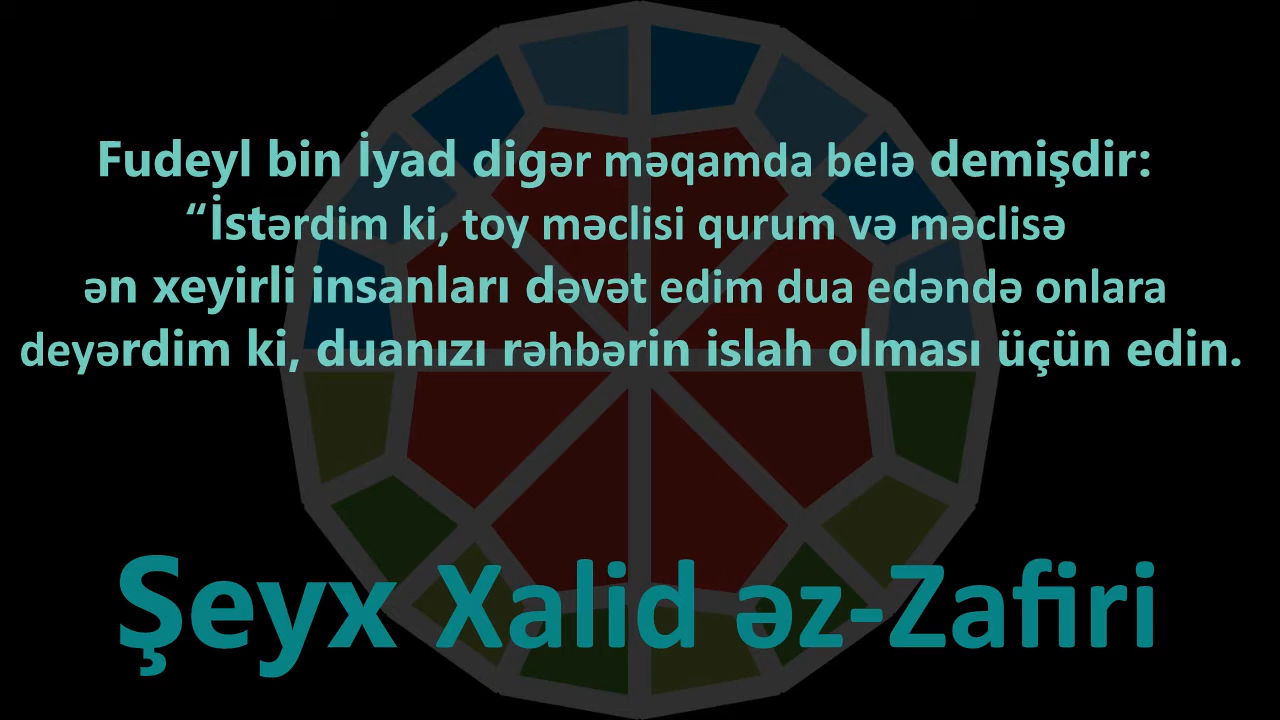 Fudeyl bin İyad digər məqamda belə demişdir:
“İstərdim ki, toy məclisi qurum və məclisə
ən xeyirli insanları dəvət edim dua edəndə onlara
deyərdim ki, duanızı rəhbərin islah olması üçün edin.
Şeyx Xalid əz-Zafiri